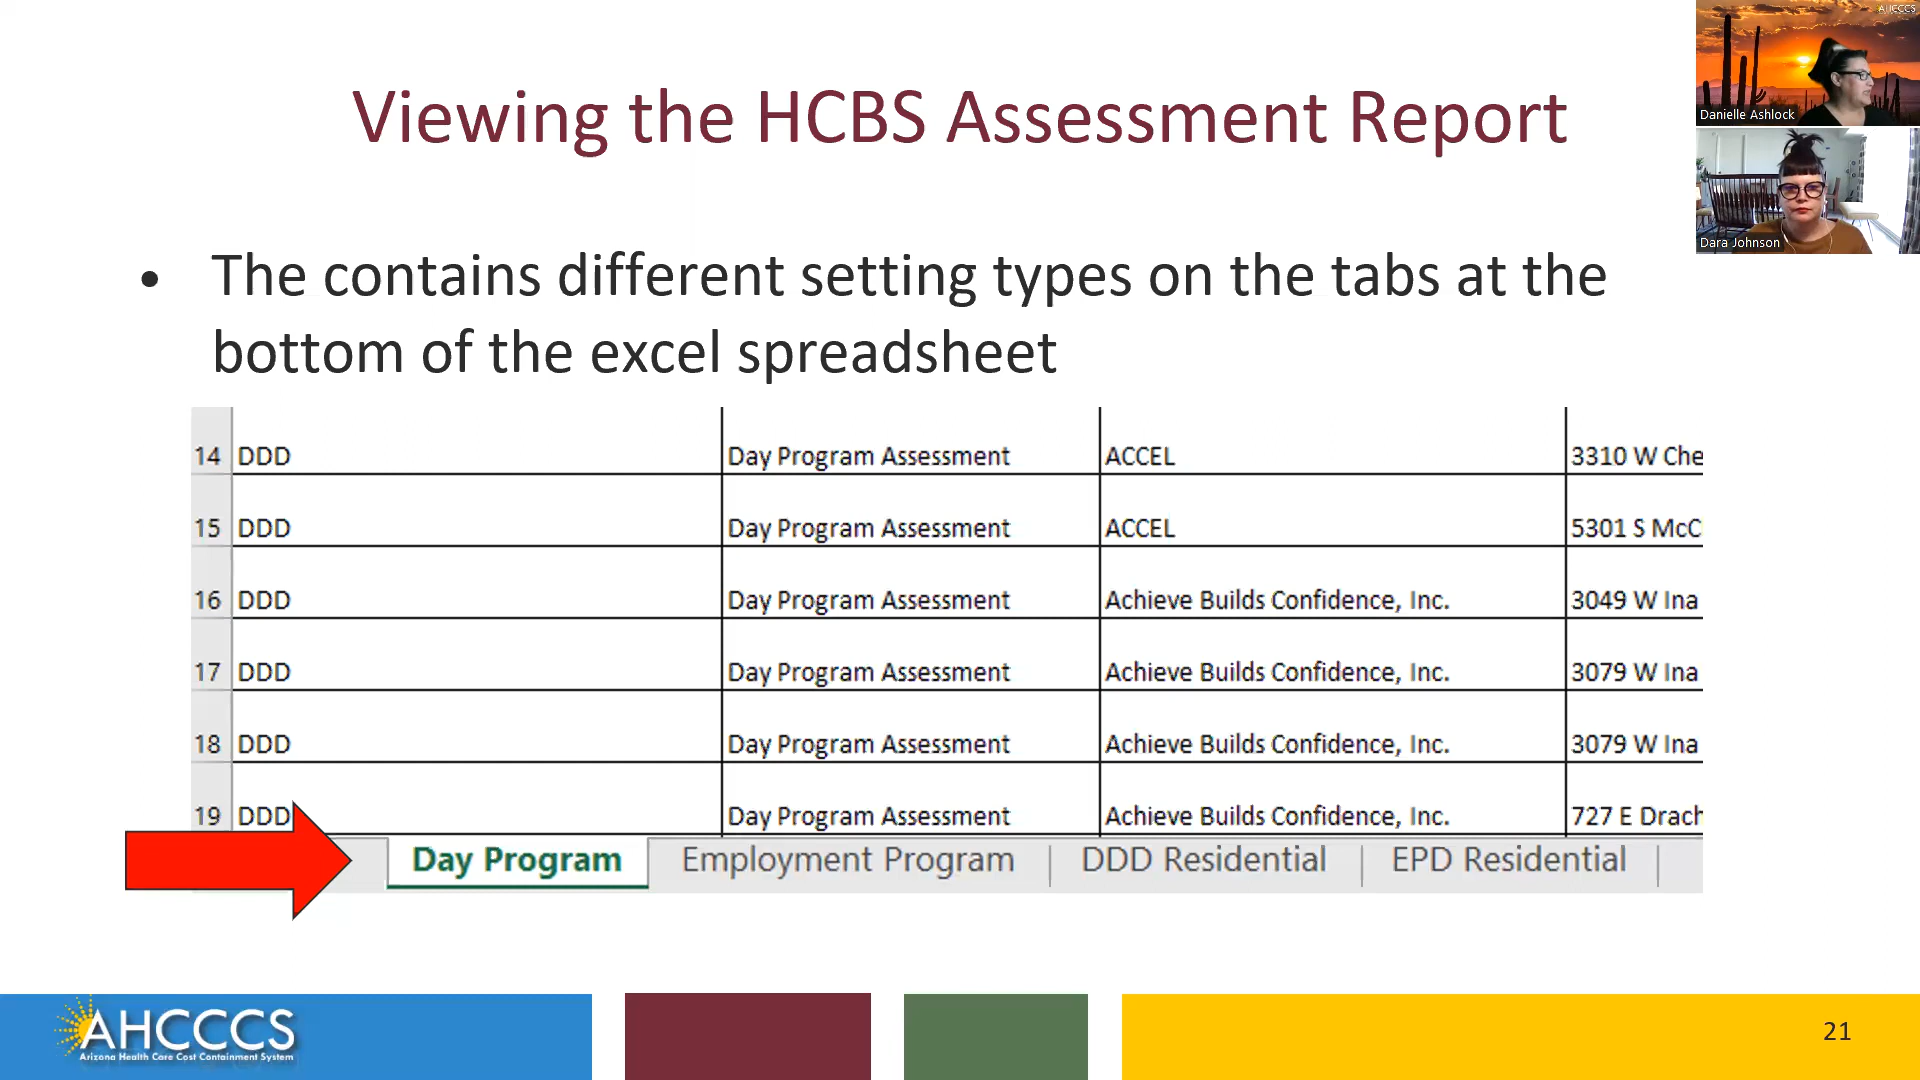 Viewing the HCBS Assessment Report
AHCCCS
Danielle Ashlock
Dara Johnson
• The contains different setting types on the tabs at the
bottom of the excel spreadsheet
14 DDD Day Program Assessment ACCEL 3310 W Che
15 DDD Day Program Assessment ACCEL 5301 S McC
16 DDD Day Program Assessment Achieve Builds Confidence, Inc. 3049 W Ina
17 DDD Day Program Assessment Achieve Builds Confidence, Inc. 3079 W Ina
18 DDD Day Program Assessment Achieve Builds Confidence, Inc. 3079 W Ina
19 DDD Day Program Assessment Achieve Builds Confidence, Inc. 727 E Drach
Day Program Employment Program DDD Residential EPD Residential
AHCCCS
Arizona Health Care Cost Containment System
21